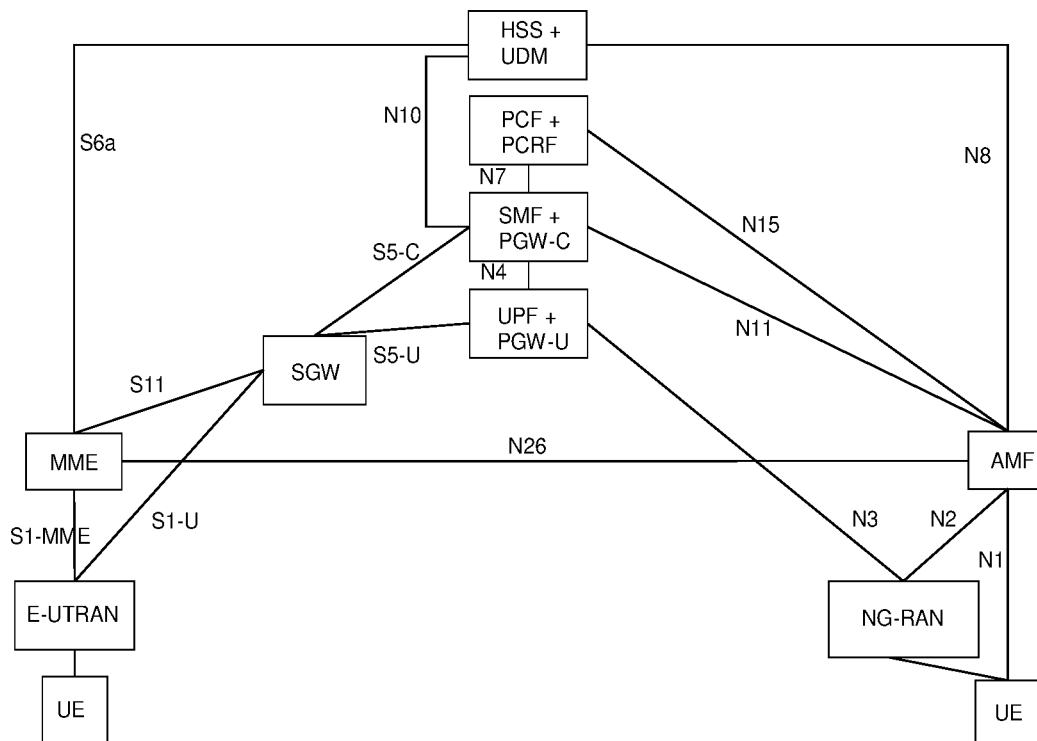 HSS +
UDM
N10
PCF +
PCRF
S6a
N8
N7
SMF +
PGW-C
N15
S5-C
N4
UPF +
PGW-U
N11
S5-U
SGW
S11
N26
MME
AMF
S1-U
N3
N2
S1-MME
N1
E-UTRAN
NG-RAN
UE
UE